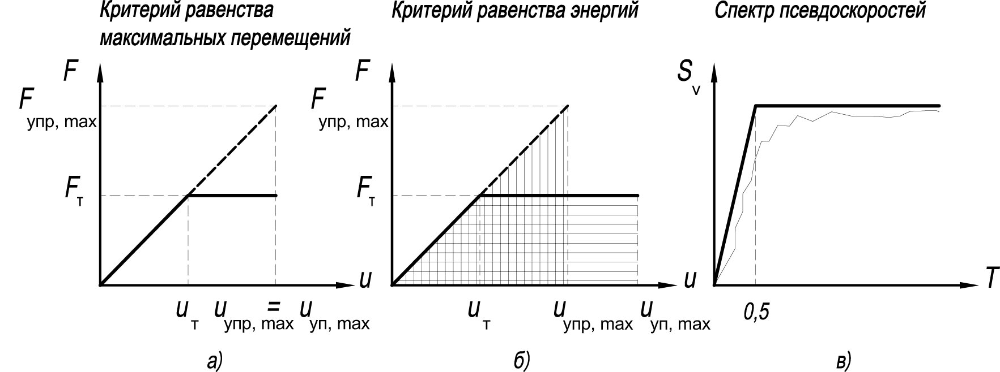 Критерий равенства
максимальных перемещений
F
F упр, max
F т
u
u т u упр, max = u уп, max
а)
Критерий равенства энергий
F
F упр, max
F т
u
u т u упр, max u уп, max
б)
Спектр псевдоскоростей
S v
T
0,5
в)